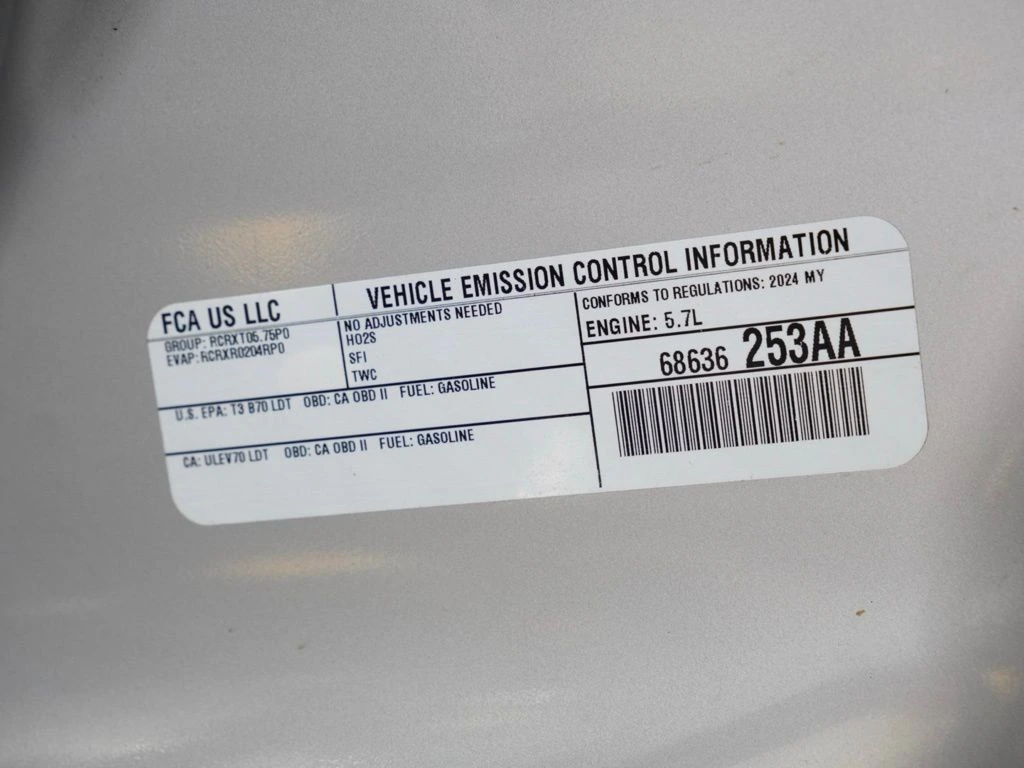 FCA US LLC
VEHICLE EMISSION CONTROL INFORMATION
GROUP: RCRXT05.75P0
EVAP: RCRXR0204RP0
NO ADJUSTMENTS NEEDED
HO2S
SFI
TWC
CONFORMS TO REGULATIONS: 2024 MY
ENGINE: 5.7L
68636 253AA
U.S. EPA: T3 B70 LDT OBD: CA OBD II FUEL: GASOLINE
CA: ULEV70 LDT OBD: CA OBD II FUEL: GASOLINE